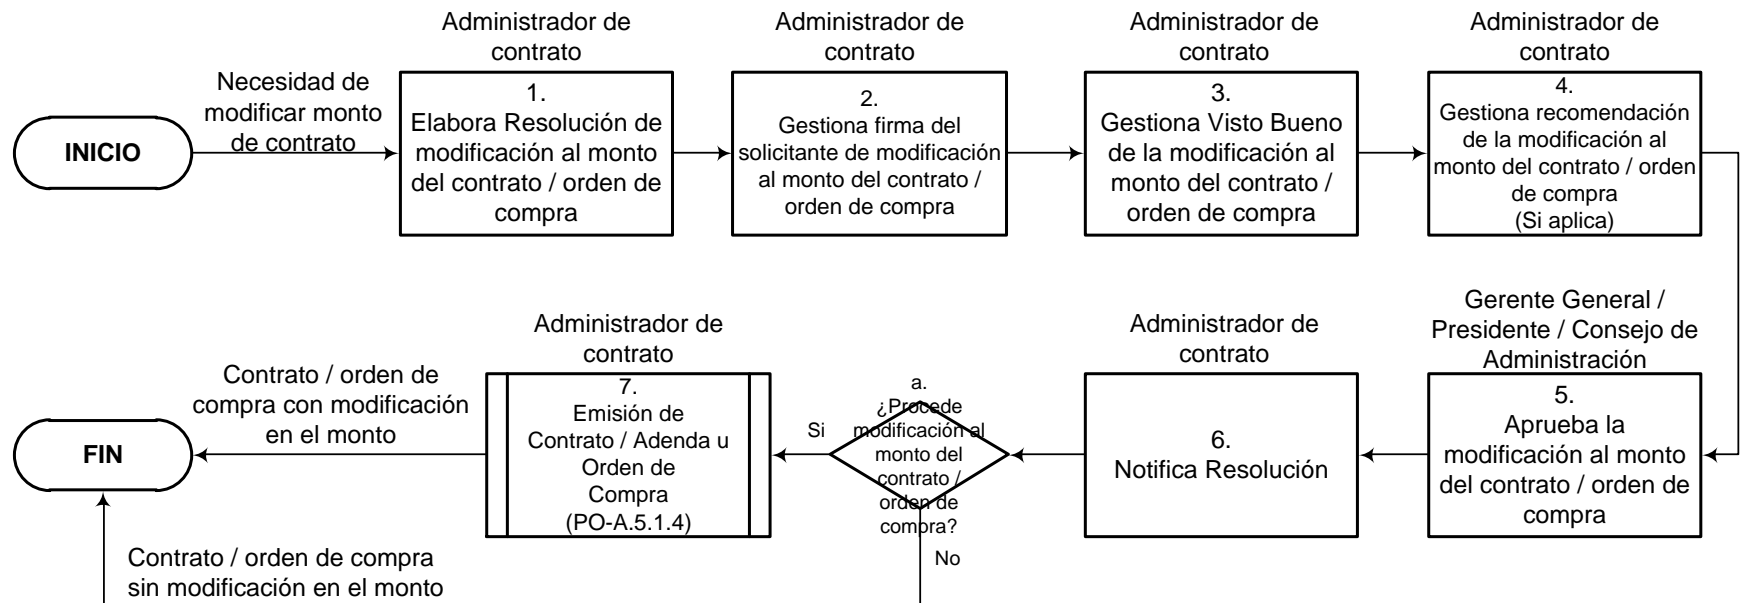 INICIO
Necesidad de
modificar monto
de contrato
Administrador de
contrato
1.
Elabora Resolución de
modificación al monto
del contrato / orden de
compra
Administrador de
contrato
2.
Gestiona firma del
solicitante de modificación
al monto del contrato /
orden de compra
Administrador de
contrato
3.
Gestiona Visto Bueno
de la modificación al
monto del contrato /
orden de compra
Administrador de
contrato
4.
Gestiona recomendación
de la modificación al
monto del contrato / orden
de compra
(Si aplica)
Gerente General /
Presidente / Consejo de
Administración
5.
Aprueba la
modificación al monto
del contrato / orden de
compra
Administrador de
contrato
6.
Notifica Resolución
a.
¿Procede
modificación al
monto del
contrato /
orden de
compra?
Si
No
Administrador de
contrato
7.
Emisión de
Contrato / Adenda u
Orden de
Compra
(PO-A.5.1.4)
Contrato / orden de
compra con modificación
en el monto
FIN
Contrato / orden de compra
sin modificación en el monto